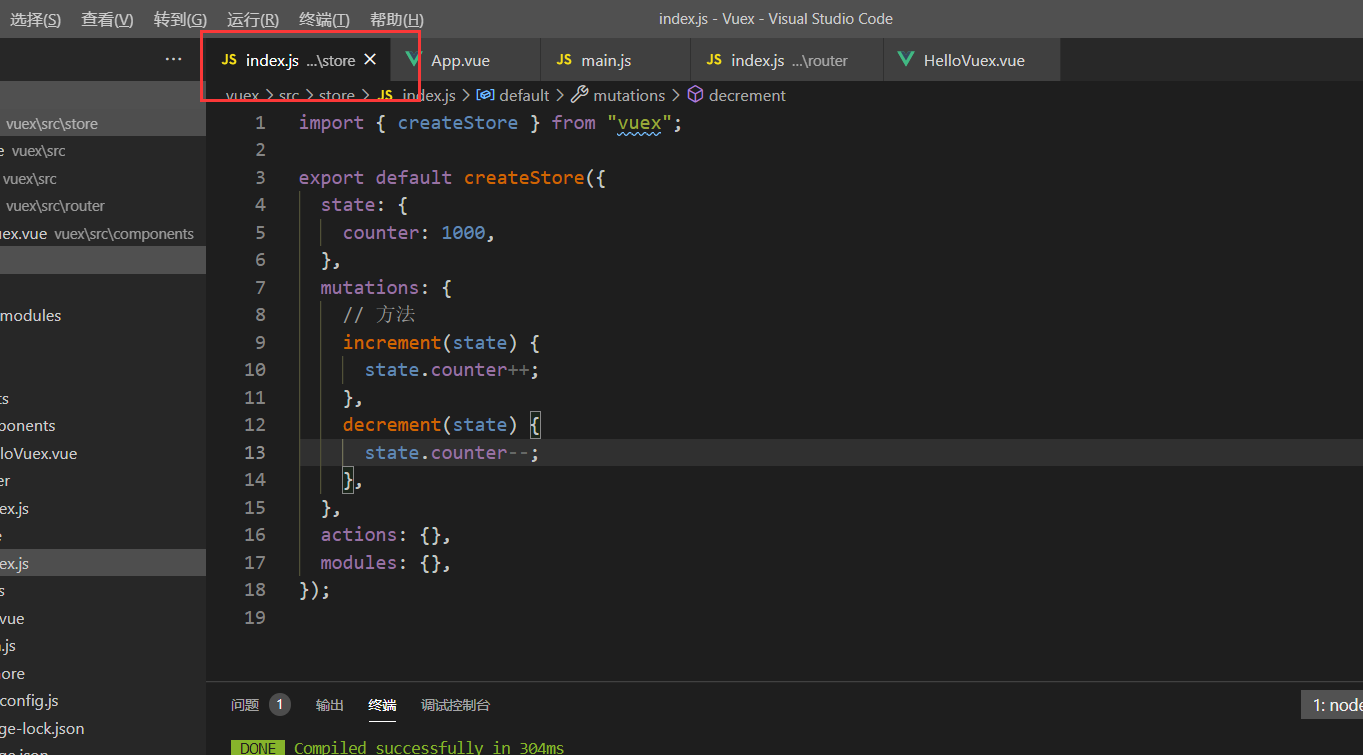 选择(S) 查看(V) 转到(G) 运行(R) 终端(T) 帮助(H) index.js - Vuex - Visual Studio Code
··· JS index.js ...\store × App.vue JS main.js JS index.js ...\router HelloVuex.vue
vuex > src > store > JS index.js > default > mutations > decrement
vuex\src\store
e vuex\src
vuex\src
vuex\src\router
uex.vue vuex\src\components
modules
ts
ponents
lloVuex.vue
er
ex.js
e
ex.js
s
vue
.js
ore
config.js
ge-lock.json
ge.json
1 import { createStore } from "vuex";
2
3 export default createStore({
4 state: {
5 counter: 1000,
6 },
7 mutations: {
8 // 方法
9 increment(state) {
10 state.counter++;
11 },
12 decrement(state) {
13 state.counter--;
14 },
15 },
16 actions: {},
17 modules: {},
18 });
19
问题 1 输出 终端 调试控制台 1: node
DONE Compiled successfully in 304ms